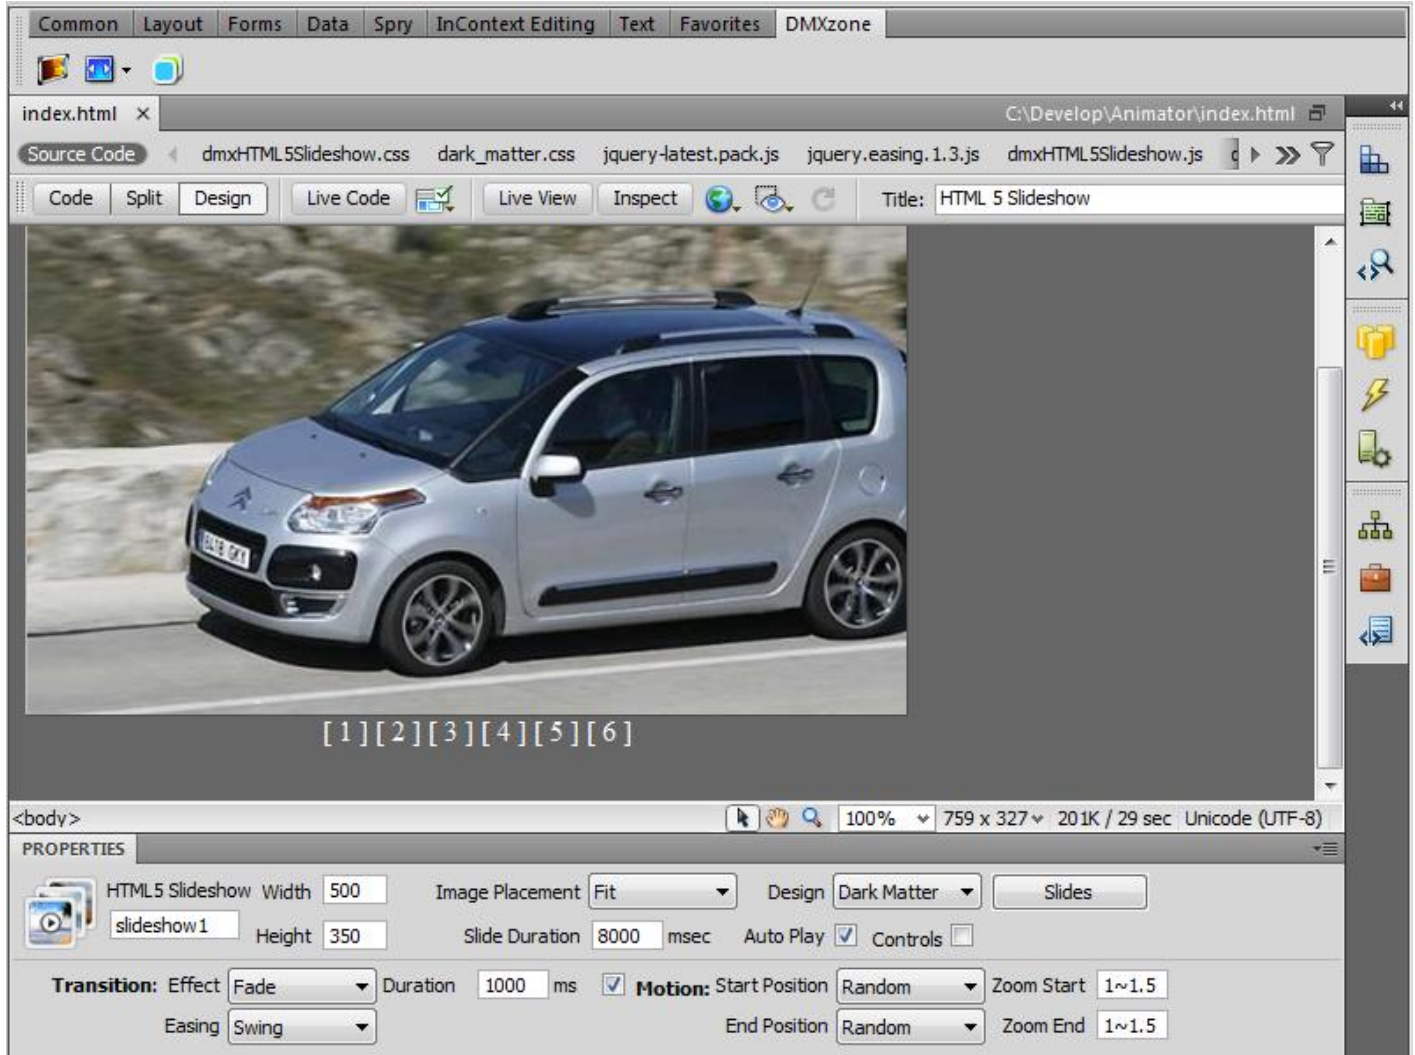 Common Layout Forms Data Spry InContext Editing Text Favorites DMXzone
index.html × C:\Develop\Animator\index.html
Source Code dmxHTML5Slideshow.css dark_matter.css jquery-latest.pack.js jquery.easing.1.3.js dmxHTML5Slideshow.js
Code Split Design Live Code Live View Inspect Title: HTML 5 Slideshow
[ 1 ] [ 2 ] [ 3 ] [ 4 ] [ 5 ] [ 6 ]
<body> 100% 759 x 327 201K / 29 sec Unicode (UTF-8)
PROPERTIES
HTML5 Slideshow Width 500 Image Placement Fit Design Dark Matter Slides
slideshow1 Height 350 Slide Duration 8000 msec Auto Play Controls
Transition: Effect Fade Duration 1000 ms Motion: Start Position Random Zoom Start 1~1.5
Easing Swing End Position Random Zoom End 1~1.5